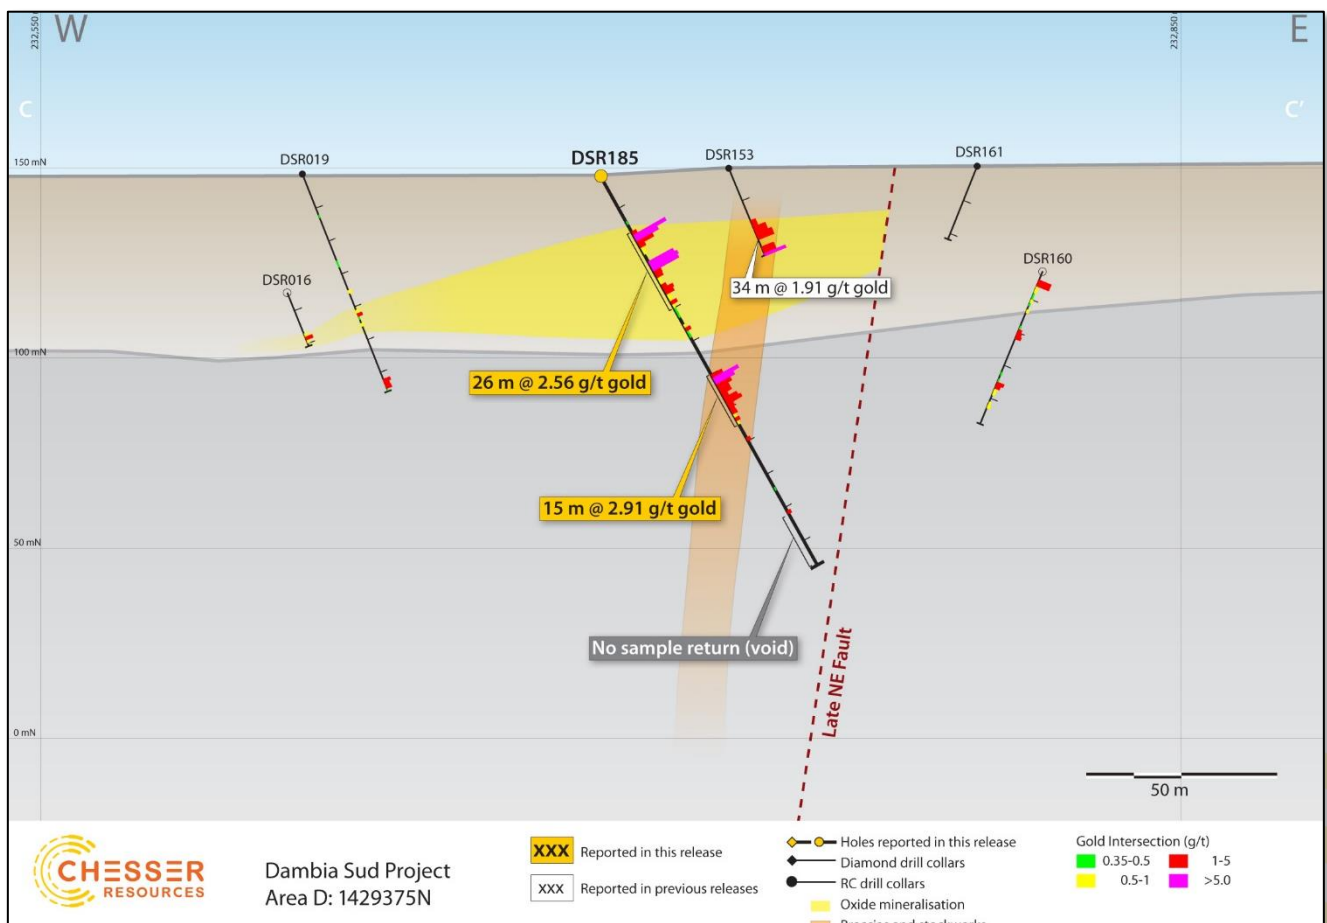 232,550
W
232,850
E
C
C'
150 mN
DSR019
DSR185
DSR153
DSR161
DSR016
DSR160
34 m @ 1.91 g/t gold
100 mN
26 m @ 2.56 g/t gold
15 m @ 2.91 g/t gold
50 mN
No sample return (void)
Late NE Fault
0 mN
50 m
CHESSER
RESOURCES
Dambia Sud Project
Area D: 1429375N
XXX Reported in this release
XXX Reported in previous releases
Holes reported in this release
Diamond drill collars
RC drill collars
Oxide mineralisation
Gold Intersection (g/t)
0.35-0.5 1-5
0.5-1 >5.0